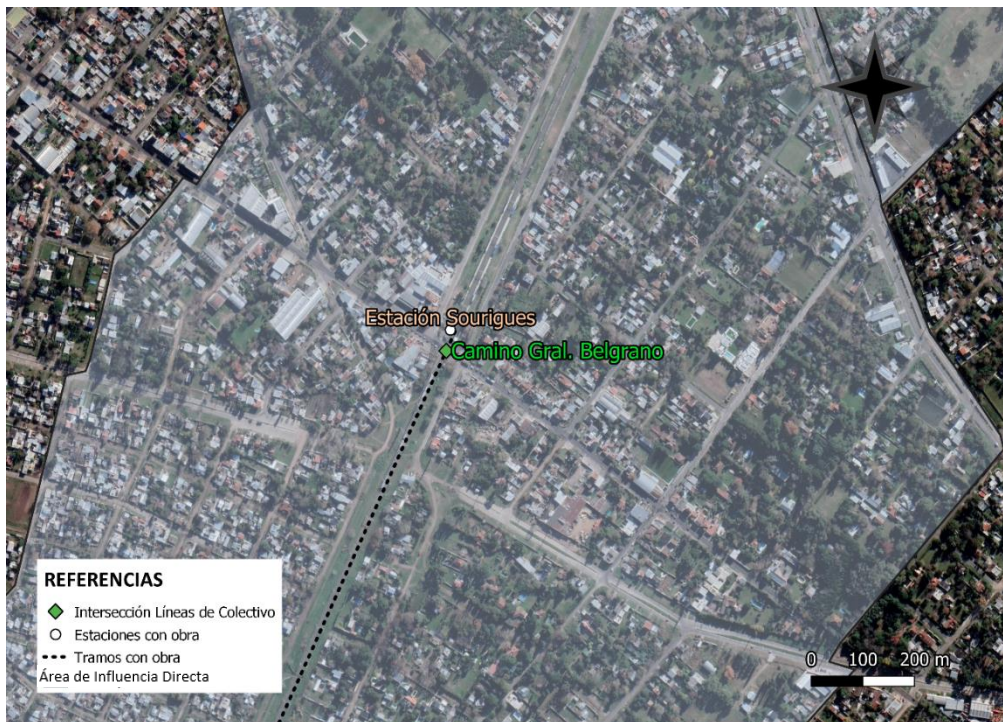 Estación Sourigues
Camino Gral. Belgrano
REFERENCIAS
Intersección Líneas de Colectivo
Estaciones con obra
Tramos con obra
Área de Influencia Directa
0 100 200 m